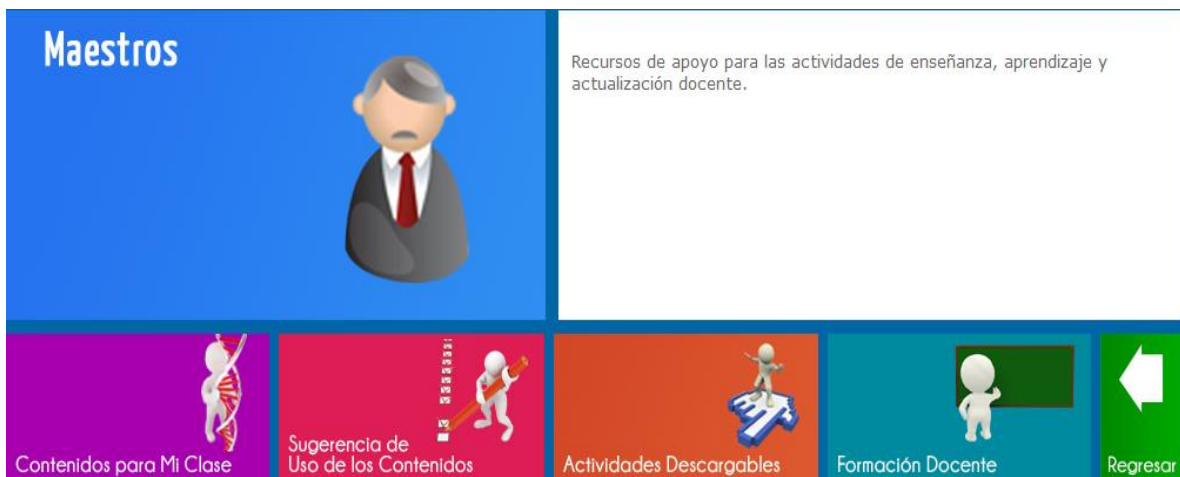 Maestros
Recursos de apoyo para las actividades de enseñanza, aprendizaje y
actualización docente.
Contenidos para Mi Clase
Sugerencia de
Uso de los Contenidos
Actividades Descargables
Formación Docente
Regresar